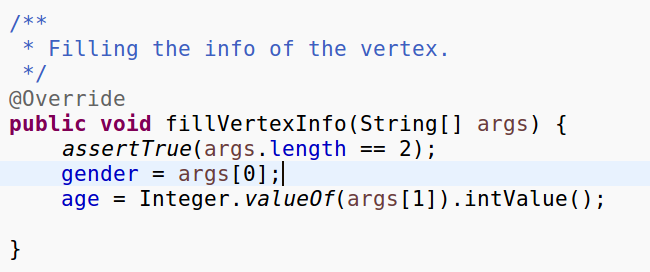 /**
 * Filling the info of the vertex.
 */
@Override
public void fillVertexInfo(String[] args) {
    assertTrue(args.length == 2);
    gender = args[0];
    age = Integer.valueOf(args[1]).intValue();
}